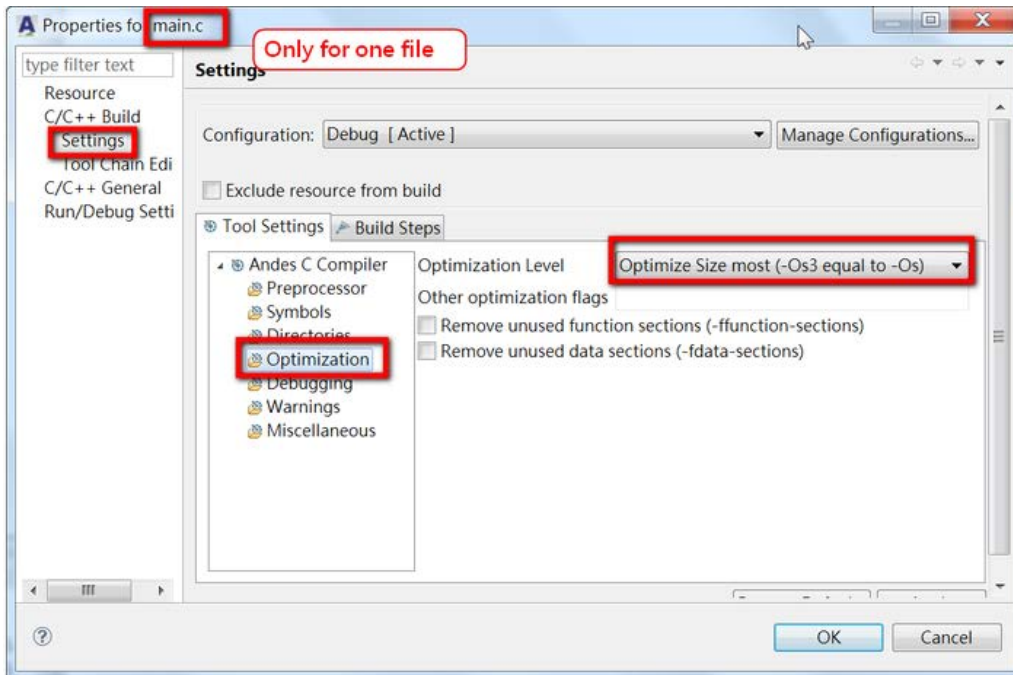 Properties fo main.c
Only for one file
type filter text
Settings
Resource
C/C++ Build
Settings
Tool Chain Edi
C/C++ General
Run/Debug Setti
Configuration: Debug [ Active ]
Manage Configurations...
Exclude resource from build
Tool Settings
Build Steps
Andes C Compiler
Preprocessor
Symbols
Directories
Optimization
Debugging
Warnings
Miscellaneous
Optimization Level
Optimize Size most (-Os3 equal to -Os)
Other optimization flags
Remove unused function sections (-ffunction-sections)
Remove unused data sections (-fdata-sections)
OK
Cancel